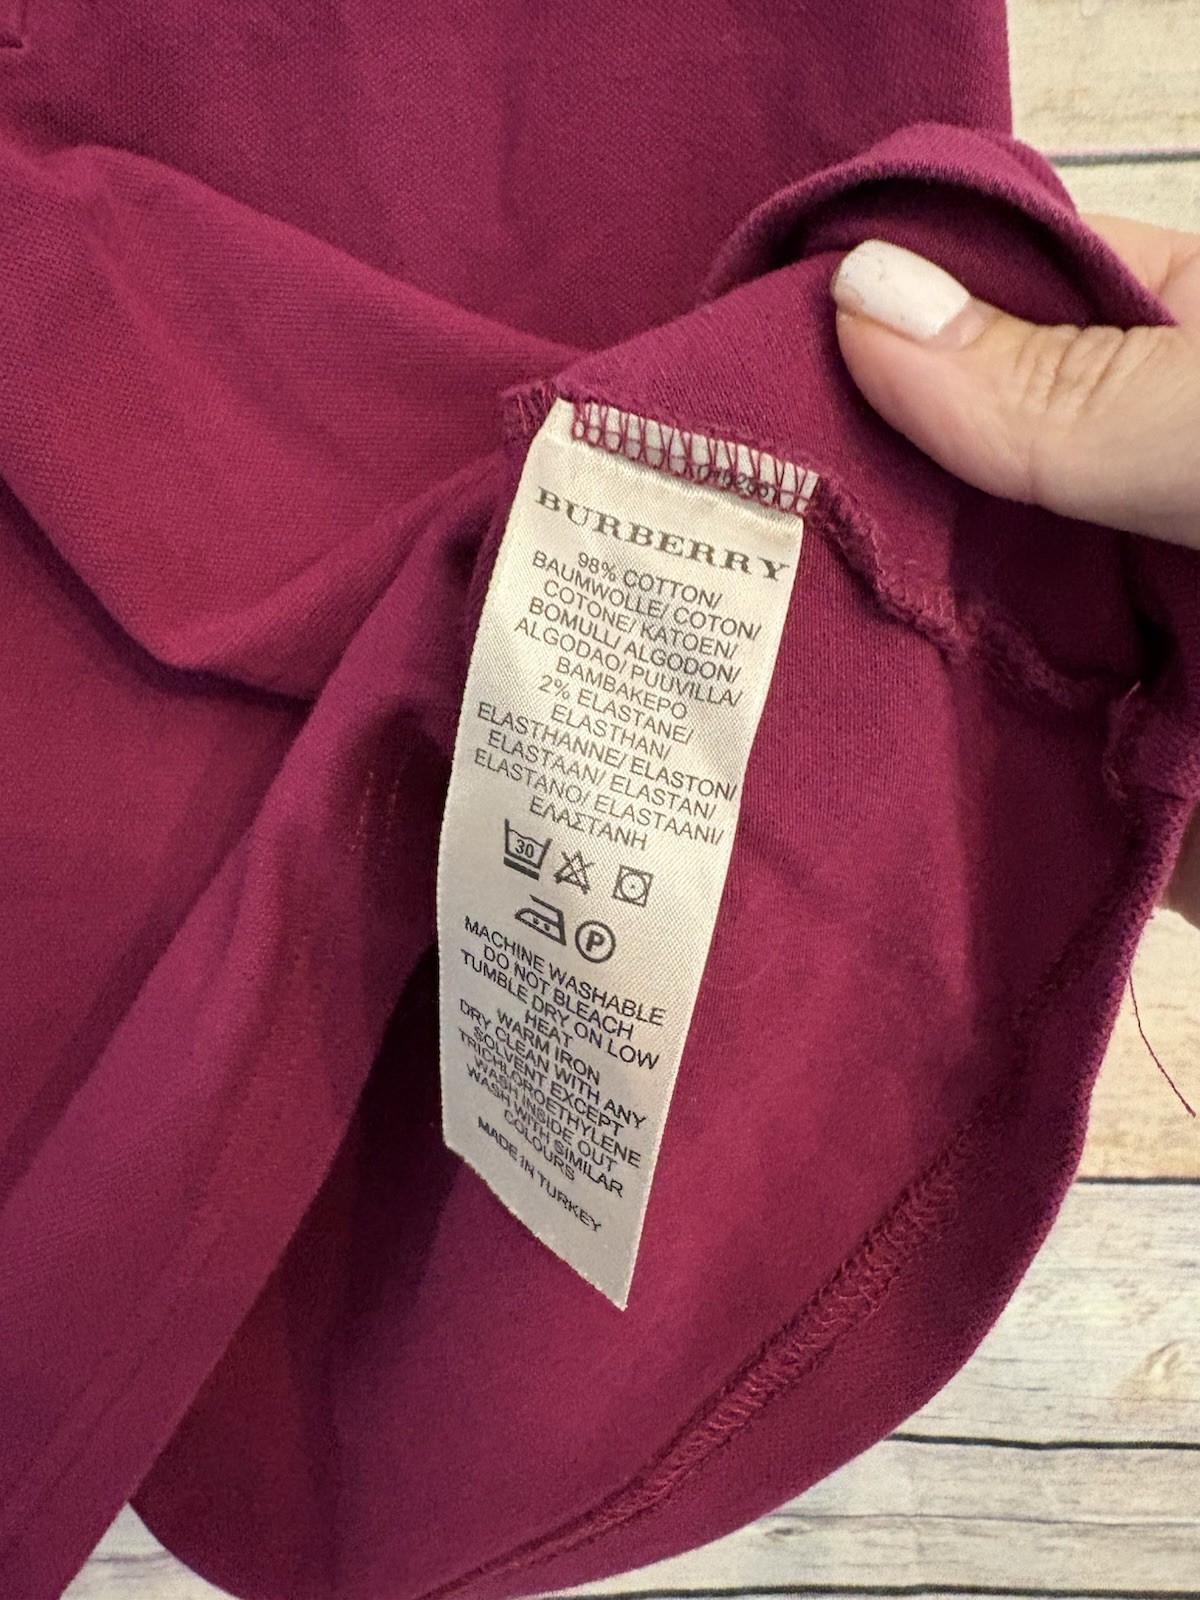 BURBERRY
98% COTTON/
BAUMWOLLE/ COTON/
COTONE/ KATOEN/
BOMULL/ ALGODON/
ALGODAO/ PUUVILLA/
BAMBAKEPO
2% ELASTANE/
ELASTHAN/
ELASTHANNE/ ELASTON/
ELASTAAN/ ELASTAN/
ELASTANO/ ELASTAANI/
ΕΛΑΣΤΑΝΗ
30
P
MACHINE WASHABLE
DO NOT BLEACH
TUMBLE DRY ON LOW
HEAT
WARM IRON
DRY CLEAN WITH ANY
SOLVENT EXCEPT
TRICHLOROETHYLENE
WASH INSIDE OUT
WASH WITH SIMILAR
COLOURS
MADE IN TURKEY